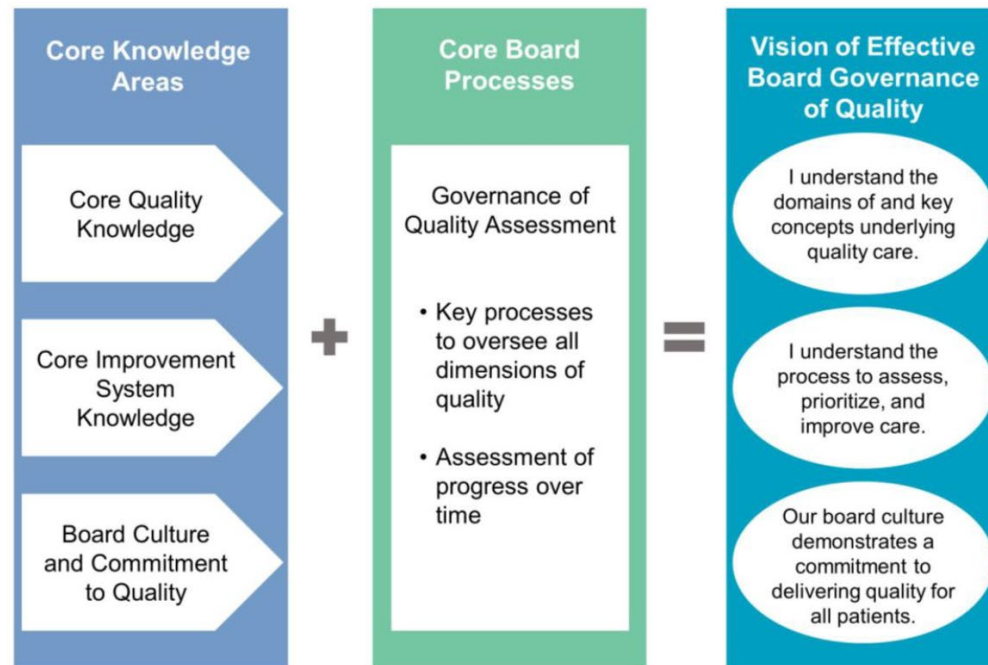 Core Knowledge
Areas
Core Quality
Knowledge
Core Improvement
System
Knowledge
Board Culture
and Commitment
to Quality
+
Core Board
Processes
Governance of
Quality Assessment
• Key processes
to oversee all
dimensions of
quality
• Assessment of
progress over
time
=
Vision of Effective
Board Governance
of Quality
I understand the
domains of and key
concepts underlying
quality care.
I understand the
process to assess,
prioritize, and
improve care.
Our board culture
demonstrates a
commitment to
delivering quality for
all patients.